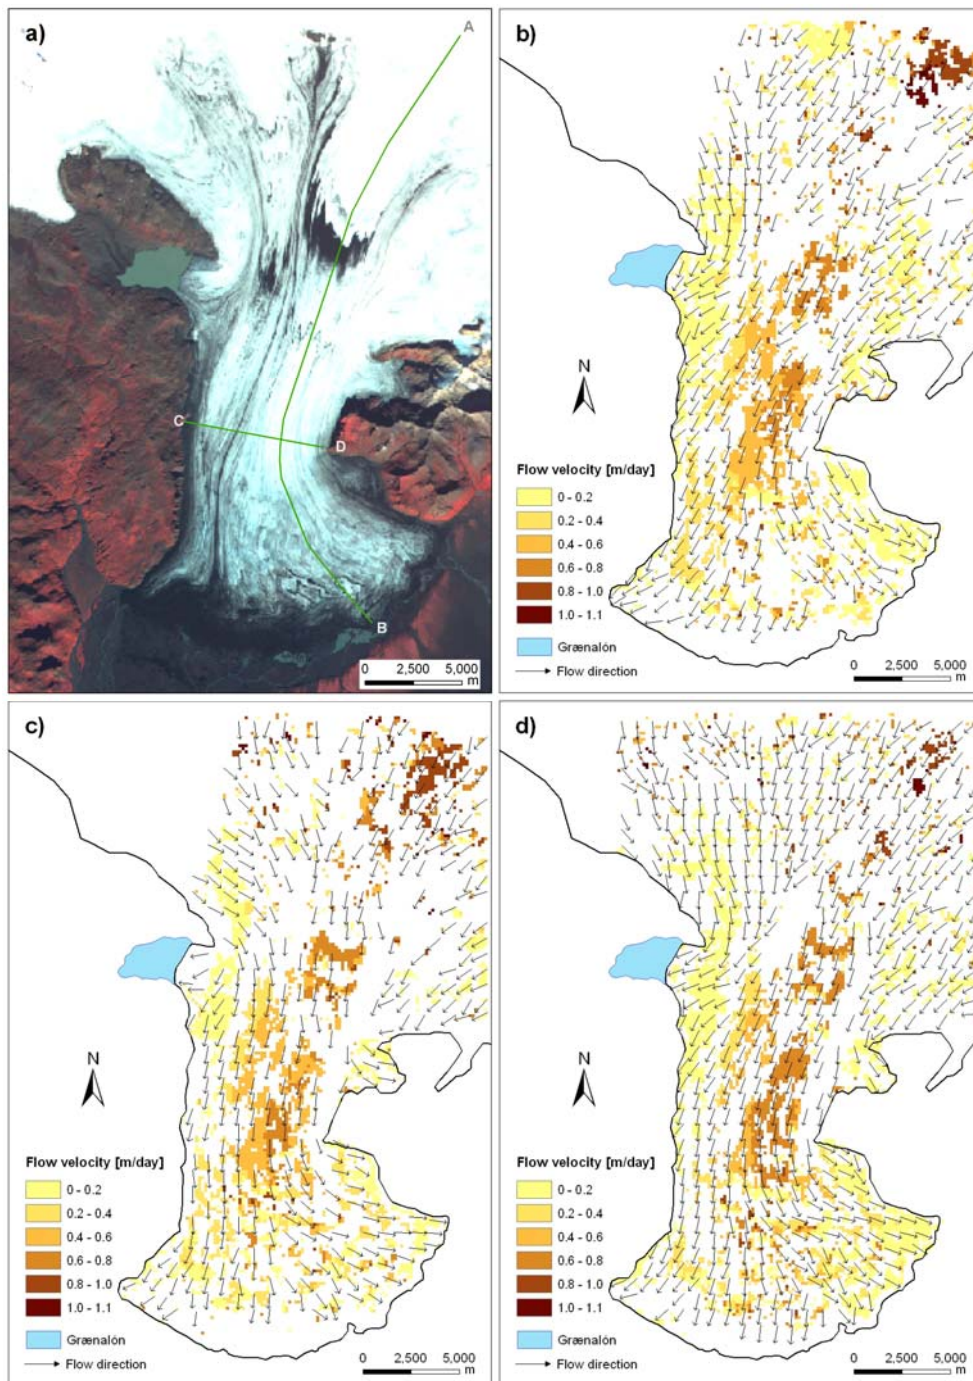 a)
A
C
D
B
0 2,500 5,000
m
b)
N
Flow velocity [m/day]
0 - 0.2
0.2 - 0.4
0.4 - 0.6
0.6 - 0.8
0.8 - 1.0
1.0 - 1.1
Grænalón
Flow direction
0 2,500 5,000
m
c)
N
Flow velocity [m/day]
0 - 0.2
0.2 - 0.4
0.4 - 0.6
0.6 - 0.8
0.8 - 1.0
1.0 - 1.1
Grænalón
Flow direction
0 2,500 5,000
m
d)
N
Flow velocity [m/day]
0 - 0.2
0.2 - 0.4
0.4 - 0.6
0.6 - 0.8
0.8 - 1.0
1.0 - 1.1
Grænalón
Flow direction
0 2,500 5,000
m